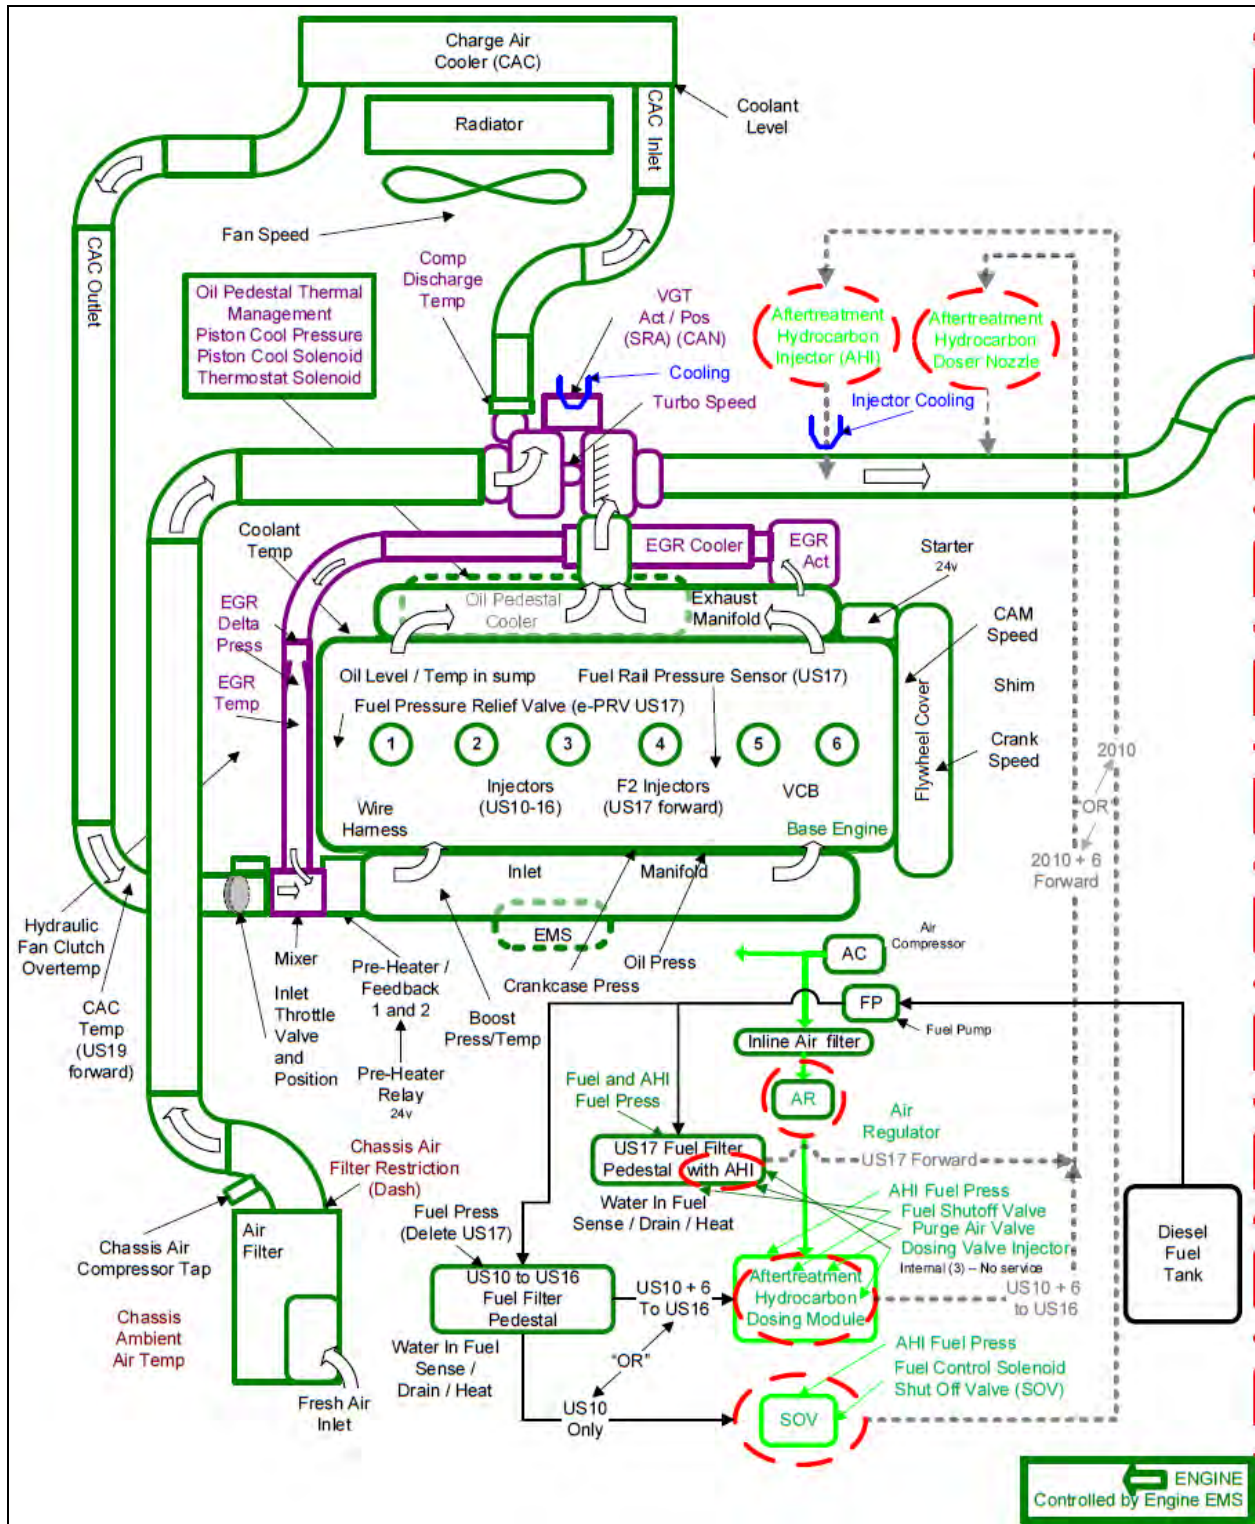 Charge Air
Cooler (CAC)
Radiator
CAC Inlet
Coolant
Level
Fan Speed
CAC Outlet
Comp
Discharge
Temp
Oil Pedestal Thermal
Management
Piston Cool Pressure
Piston Cool Solenoid
Thermostat Solenoid
VGT
Act / Pos
(SRA) (CAN)
Cooling
Turbo Speed
Aftertreatment
Hydrocarbon
Injector (AHI)
Aftertreatment
Hydrocarbon
Doser Nozzle
Injector Cooling
Coolant
Temp
EGR Cooler
EGR
Act
Starter
24v
Oil Pedestal
Cooler
Exhaust
Manifold
EGR
Delta
Press
CAM
Speed
EGR
Temp
Oil Level / Temp in sump
Fuel Rail Pressure Sensor (US17)
Fuel Pressure Relief Valve (e-PRV US17)
Shim
1
2
3
4
5
6
Flywheel Cover
Crank
Speed
2010
Injectors
(US10-16)
F2 Injectors
(US17 forward)
VCB
Wire
Harness
Base Engine
"OR"
2010 + 6
Forward
Inlet
Manifold
EMS
Hydraulic
Fan Clutch
Overtemp
Mixer
Pre-Heater /
Feedback
1 and 2
Oil Press
Crankcase Press
Air
Compressor
AC
FP
Fuel Pump
CAC
Temp
(US19
forward)
Inlet
Throttle
Valve
and
Position
Boost
Press/Temp
Pre-Heater
Relay
24v
Inline Air filter
Fuel and AHI
Fuel Press
AR
Air
Regulator
US17 Fuel Filter
Pedestal with AHI
US17 Forward
Chassis Air
Filter Restriction
(Dash)
Water In Fuel
Sense / Drain / Heat
AHI Fuel Press
Fuel Shutoff Valve
Purge Air Valve
Dosing Valve Injector
Internal (3) – No service
Fuel Press
(Delete US17)
Air
Filter
Chassis Air
Compressor Tap
Diesel
Fuel
Tank
US10 to US16
Fuel Filter
Pedestal
US10 + 6
To US16
Aftertreatment
Hydrocarbon
Dosing Module
US10 + 6
to US16
Chassis
Ambient
Air Temp
Water In Fuel
Sense /
Drain / Heat
"OR"
AHI Fuel Press
Fuel Control Solenoid
Shut Off Valve (SOV)
Fresh Air
Inlet
US10
Only
SOV
ENGINE
Controlled by Engine EMS